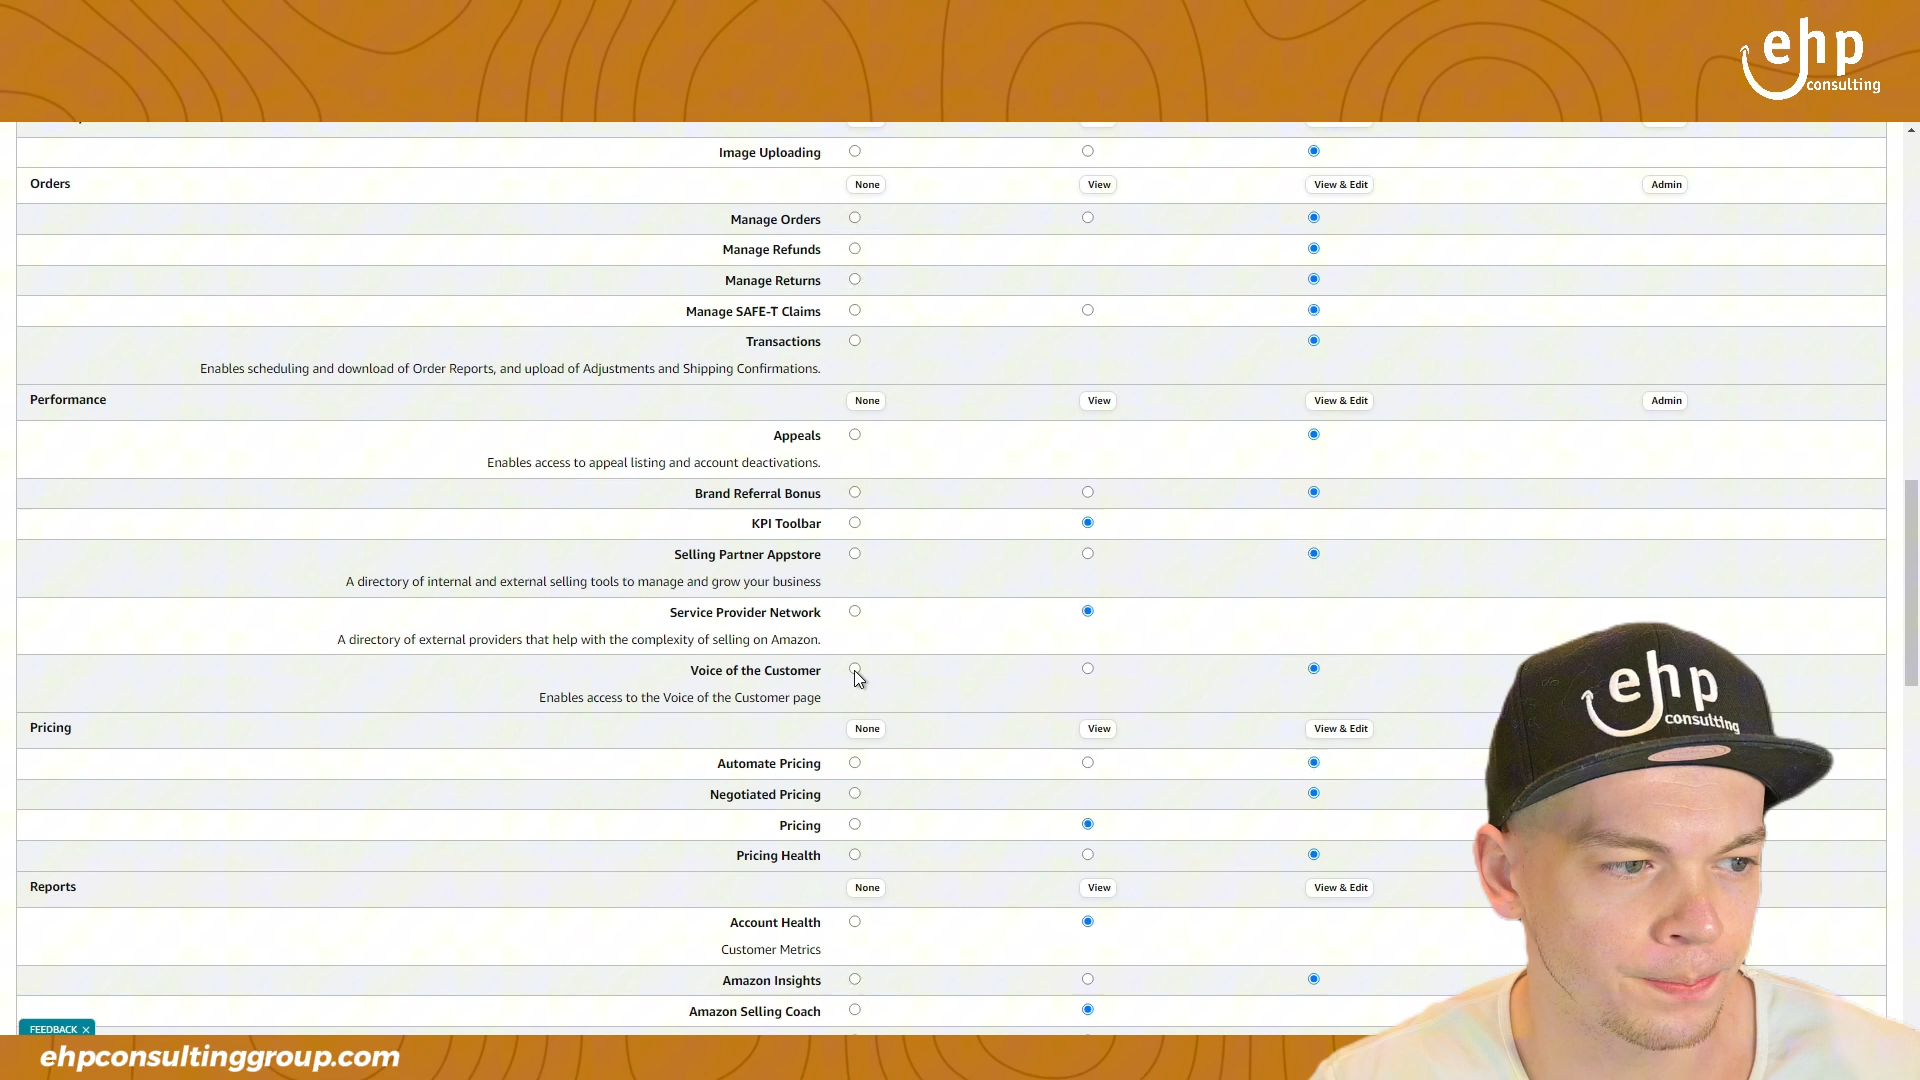 ehp
consulting
Image Uploading
Orders None View View & Edit Admin
Manage Orders
Manage Refunds
Manage Returns
Manage SAFE-T Claims
Transactions
Enables scheduling and download of Order Reports, and upload of Adjustments and Shipping Confirmations.
Performance None View View & Edit Admin
Appeals
Enables access to appeal listing and account deactivations.
Brand Referral Bonus
KPI Toolbar
Selling Partner Appstore
A directory of internal and external selling tools to manage and grow your business
Service Provider Network
A directory of external providers that help with the complexity of selling on Amazon.
Voice of the Customer
Enables access to the Voice of the Customer page
Pricing None View View & Edit
Automate Pricing
Negotiated Pricing
Pricing
Pricing Health
Reports None View View & Edit
Account Health
Customer Metrics
Amazon Insights
Amazon Selling Coach
FEEDBACK
ehp
consulting
ehpconsultinggroup.com